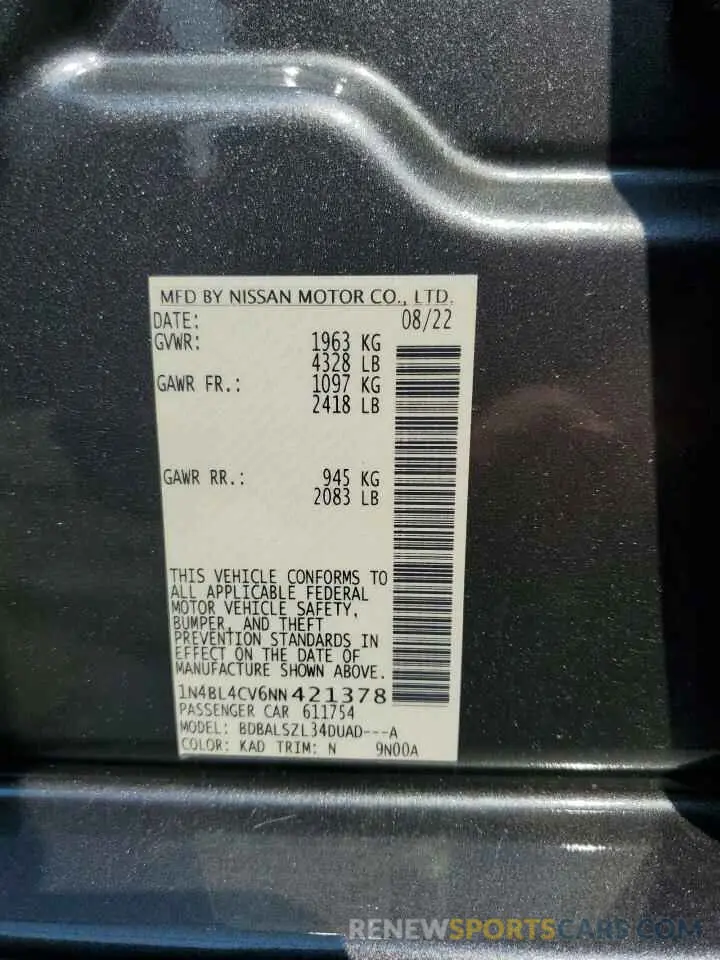 MFD BY NISSAN MOTOR CO., LTD.
DATE: 08/22
GVWR: 1963 KG
4328 LB
GAWR FR.: 1097 KG
2418 LB
GAWR RR.: 945 KG
2083 LB
THIS VEHICLE CONFORMS TO
ALL APPLICABLE FEDERAL
MOTOR VEHICLE SAFETY,
BUMPER, AND THEFT
PREVENTION STANDARDS IN
EFFECT ON THE DATE OF
MANUFACTURE SHOWN ABOVE.
1N4BL4CV6NN421378
PASSENGER CAR 611754
MODEL: BDBALSZL34DUAD---A
COLOR: KAD TRIM: N 9N00A
RENEWSPORTSCARS.COM